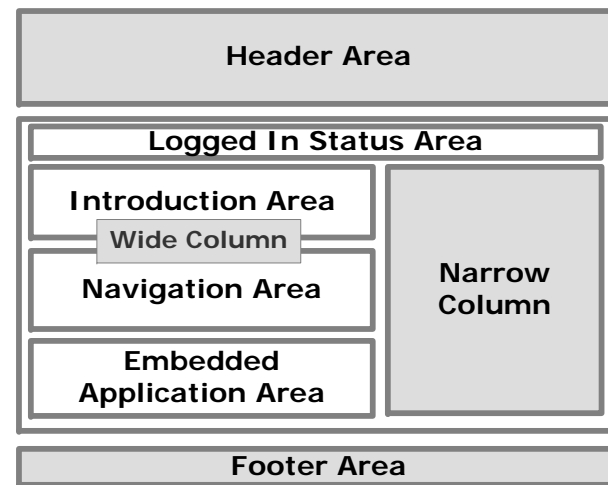 Header Area
Logged In Status Area
Introduction Area
Wide Column
Navigation Area
Embedded
Application Area
Narrow
Column
Footer Area